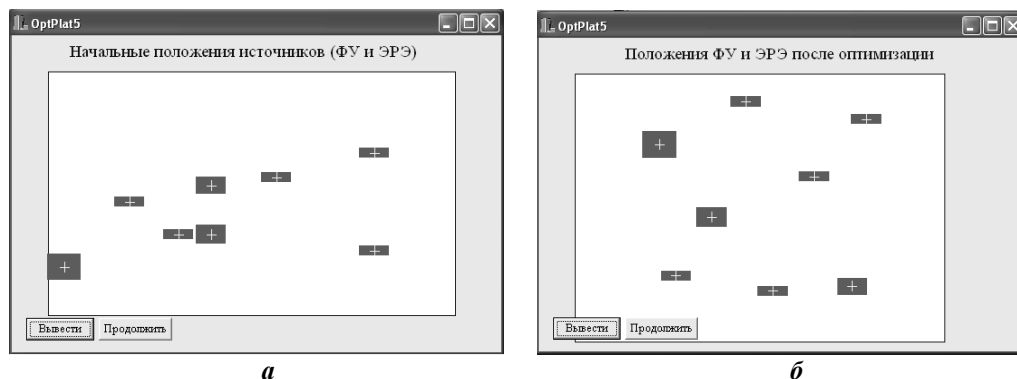 OptPlat5
Начальные положения источников (ФУ и ЭРЭ)
Вывести
Продолжить
а
OptPlat5
Положения ФУ и ЭРЭ после оптимизации
Вывести
Продолжить
б